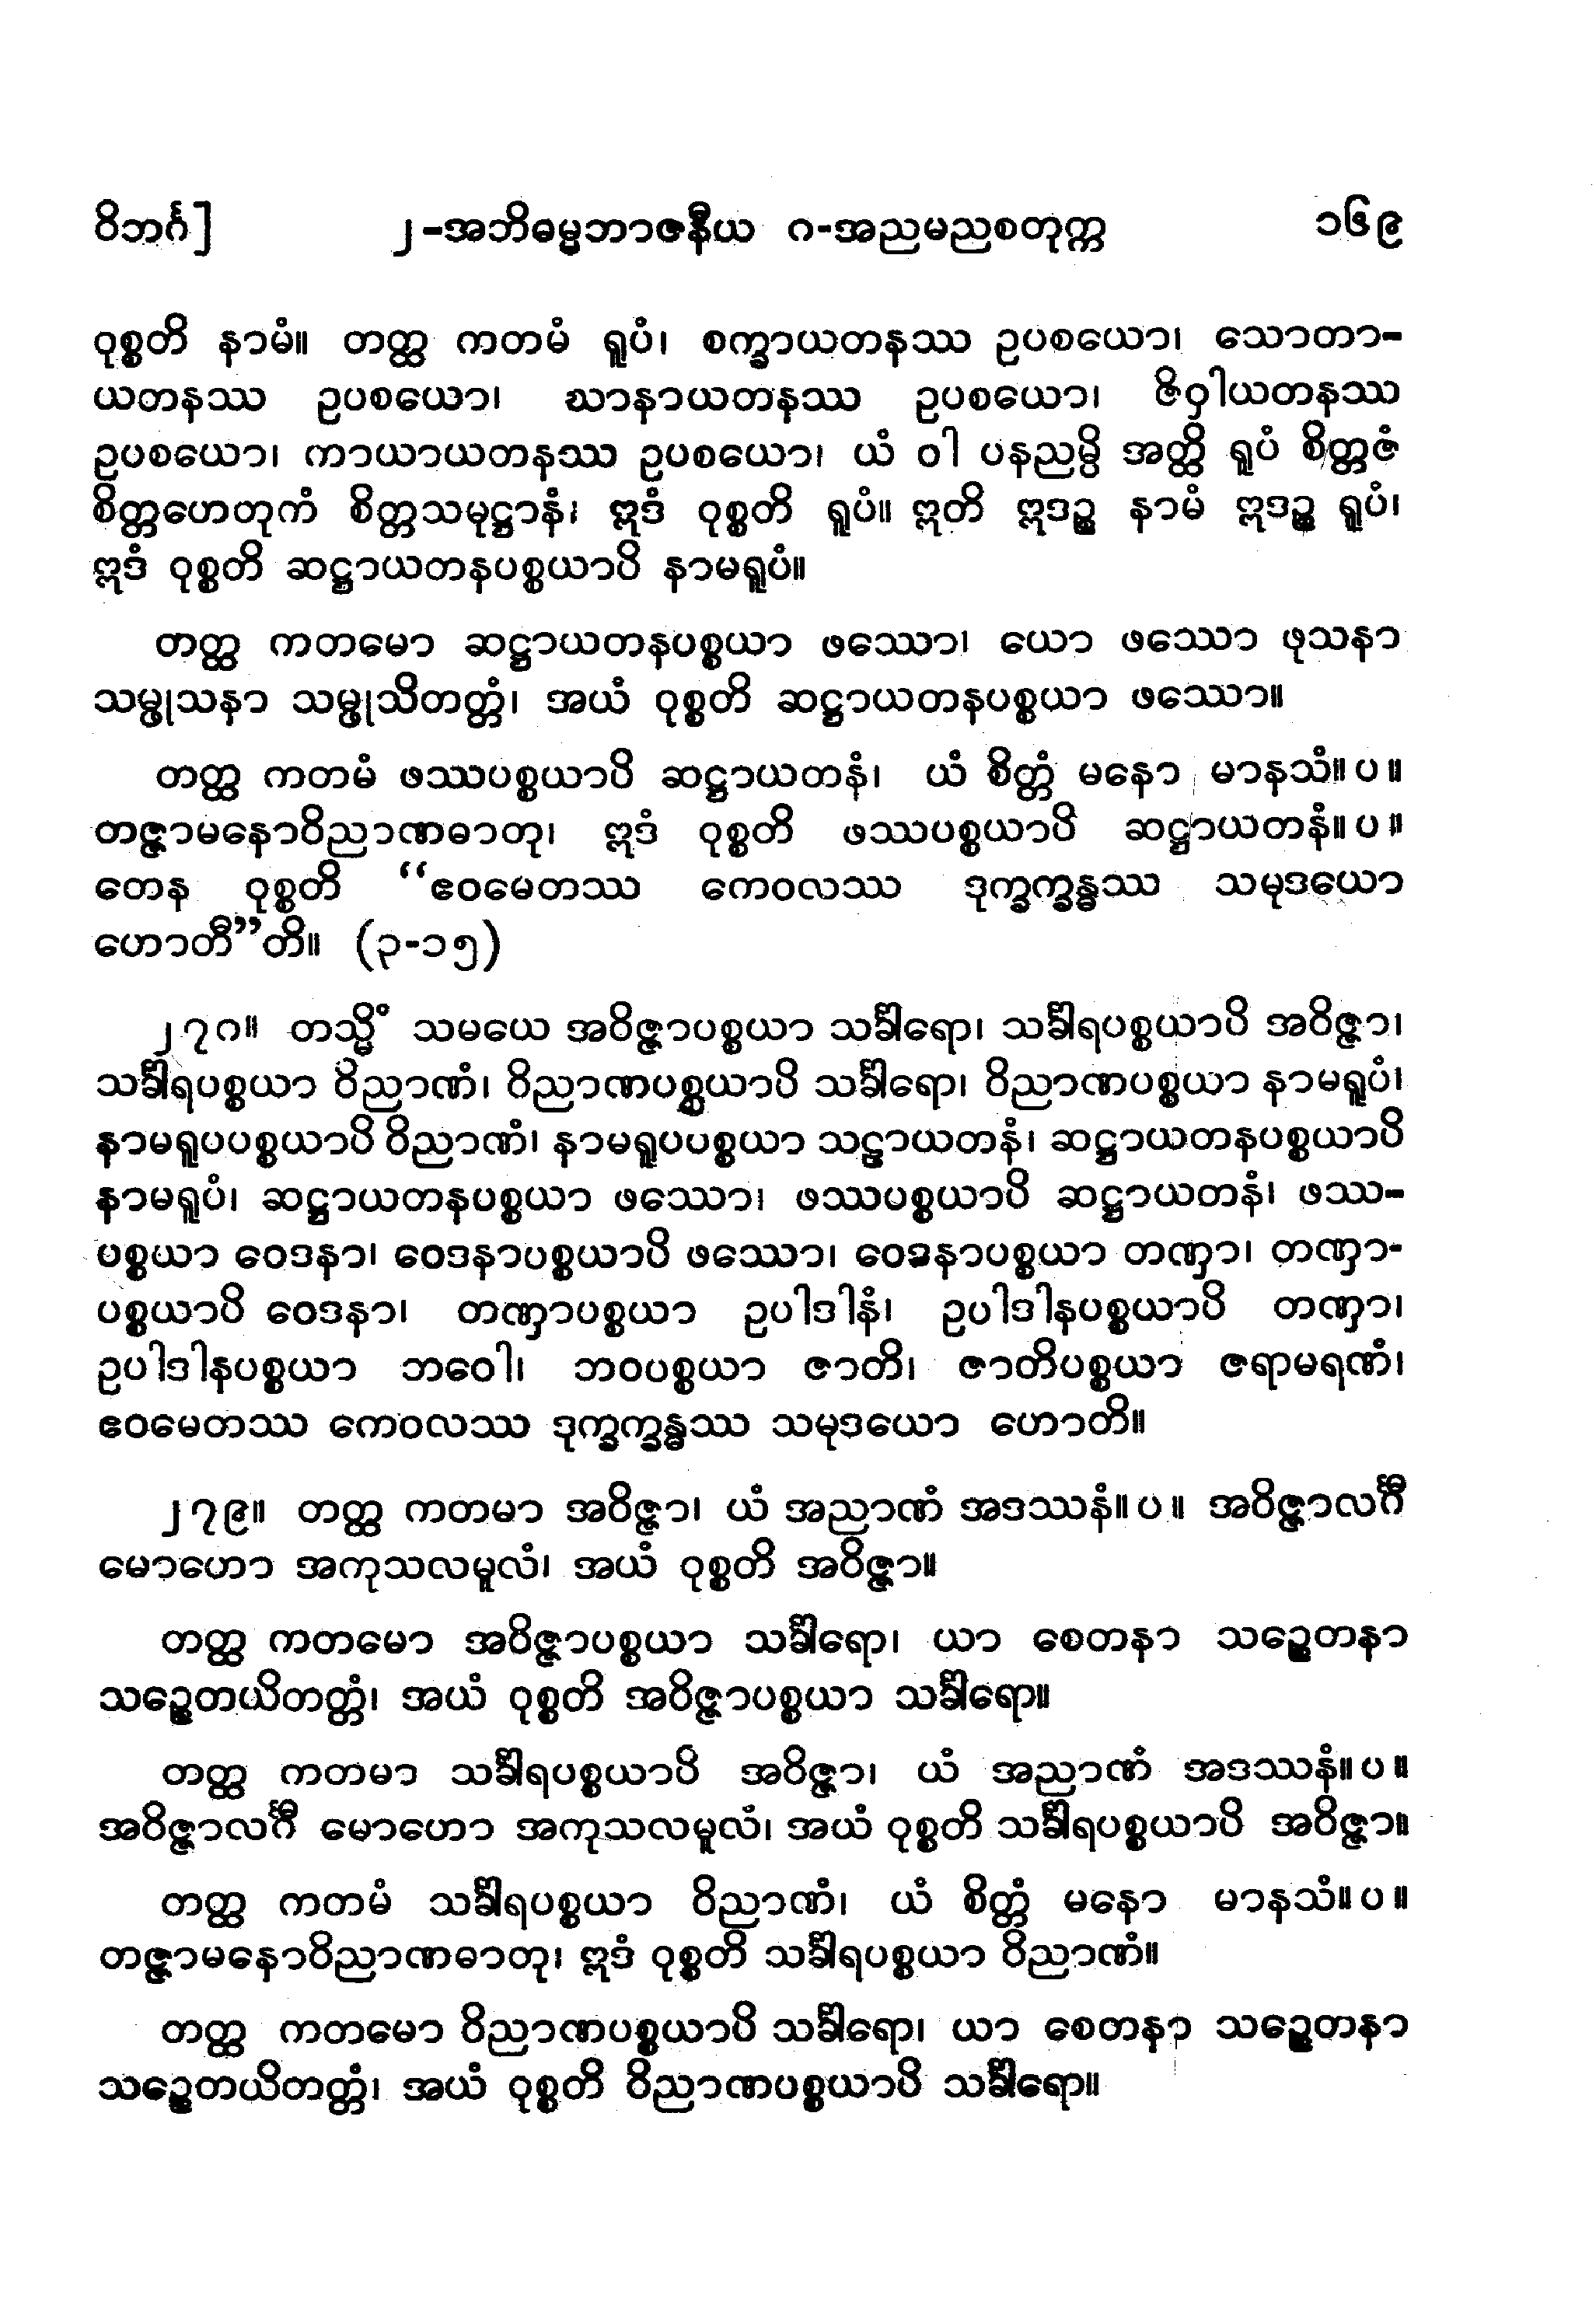 ဝိဘင်္ဂ] ၂-အဘိဓမ္မဘာဇနီယ ဂ-အညမညစတုက္က ၁၆၉
ဝုစ္စတိ နာမံ။ တတ္ထ ကတမံ ရူပံ၊ စက္ခာယတနဿ ဥပစယော၊ သောတာ-
ယတနဿ ဥပစယော၊ ဃာနာယတနဿ ဥပစယော၊ ဇိဝှါယတနဿ
ဥပစယော၊ ကာယာယတနဿ ဥပစယော၊ ယံ ဝါ ပနညမ္ပိ အတ္ထိ ရူပံ စိတ္တဇံ
စိတ္တဟေတုကံ စိတ္တသမုဋ္ဌာနံ၊ ဣဒံ ဝုစ္စတိ ရူပံ။ ဣတိ ဣဒဉ္စ နာမံ ဣဒဉ္စ ရူပံ၊
ဣဒံ ဝုစ္စတိ ဆဋ္ဌာယတနပစ္စယာပိ နာမရူပံ။
တတ္ထ ကတမော ဆဋ္ဌာယတနပစ္စယာ ဖဿော၊ ယော ဖဿော ဖုသနာ
သမ္ဖုသနာ သမ္ဖုသိတတ္တံ၊ အယံ ဝုစ္စတိ ဆဋ္ဌာယတနပစ္စယာ ဖဿော။
တတ္ထ ကတမံ ဖဿပစ္စယာပိ ဆဋ္ဌာယတနံ၊ ယံ စိတ္တံ မနော မာနသံ။ပ။
တဇ္ဇာမနောဝိညာဏဓာတု၊ ဣဒံ ဝုစ္စတိ ဖဿပစ္စယာပိ ဆဋ္ဌာယတနံ။ပ။
တေန ဝုစ္စတိ “ဧဝမေတဿ ကေဝလဿ ဒုက္ခက္ခန္ဓဿ သမုဒယော
ဟောတီ”တိ။ (၃-၁၅)
၂၇၈။ တသ္မိံ သမယေ အဝိဇ္ဇာပစ္စယာ သင်္ခါရော၊ သင်္ခါရပစ္စယာပိ အဝိဇ္ဇာ၊
သင်္ခါရပစ္စယာ ဝိညာဏံ၊ ဝိညာဏပစ္စယာပိ သင်္ခါရော၊ ဝိညာဏပစ္စယာ နာမရူပံ၊
နာမရူပပစ္စယာပိ ဝိညာဏံ၊ နာမရူပပစ္စယာ သဠာယတနံ၊ ဆဋ္ဌာယတနပစ္စယာပိ
နာမရူပံ၊ ဆဋ္ဌာယတနပစ္စယာ ဖဿော၊ ဖဿပစ္စယာပိ ဆဋ္ဌာယတနံ၊ ဖဿ-
ပစ္စယာ ဝေဒနာ၊ ဝေဒနာပစ္စယာပိ ဖဿော၊ ဝေဒနာပစ္စယာ တဏှာ၊ တဏှာ-
ပစ္စယာပိ ဝေဒနာ၊ တဏှာပစ္စယာ ဥပါဒါနံ၊ ဥပါဒါနပစ္စယာပိ တဏှာ၊
ဥပါဒါနပစ္စယာ ဘဝေါ၊ ဘဝပစ္စယာ ဇာတိ၊ ဇာတိပစ္စယာ ဇရာမရဏံ၊
ဧဝမေတဿ ကေဝလဿ ဒုက္ခက္ခန္ဓဿ သမုဒယော ဟောတိ။
၂၇၉။ တတ္ထ ကတမာ အဝိဇ္ဇာ၊ ယံ အညာဏံ အဒဿနံ။ပ။ အဝိဇ္ဇာလင်္ဂီ
မောဟော အကုသလမူလံ၊ အယံ ဝုစ္စတိ အဝိဇ္ဇာ။
တတ္ထ ကတမော အဝိဇ္ဇာပစ္စယာ သင်္ခါရော၊ ယာ စေတနာ သဉ္စေတနာ
သဉ္စေတယိတတ္တံ၊ အယံ ဝုစ္စတိ အဝိဇ္ဇာပစ္စယာ သင်္ခါရော။
တတ္ထ ကတမာ သင်္ခါရပစ္စယာပိ အဝိဇ္ဇာ၊ ယံ အညာဏံ အဒဿနံ။ပ။
အဝိဇ္ဇာလင်္ဂီ မောဟော အကုသလမူလံ၊ အယံ ဝုစ္စတိ သင်္ခါရပစ္စယာပိ အဝိဇ္ဇာ။
တတ္ထ ကတမံ သင်္ခါရပစ္စယာ ဝိညာဏံ၊ ယံ စိတ္တံ မနော မာနသံ။ပ။
တဇ္ဇာမနောဝိညာဏဓာတု၊ ဣဒံ ဝုစ္စတိ သင်္ခါရပစ္စယာ ဝိညာဏံ။
တတ္ထ ကတမော ဝိညာဏပစ္စယာပိ သင်္ခါရော၊ ယာ စေတနာ သဉ္စေတနာ
သဉ္စေတယိတတ္တံ၊ အယံ ဝုစ္စတိ ဝိညာဏပစ္စယာပိ သင်္ခါရော။